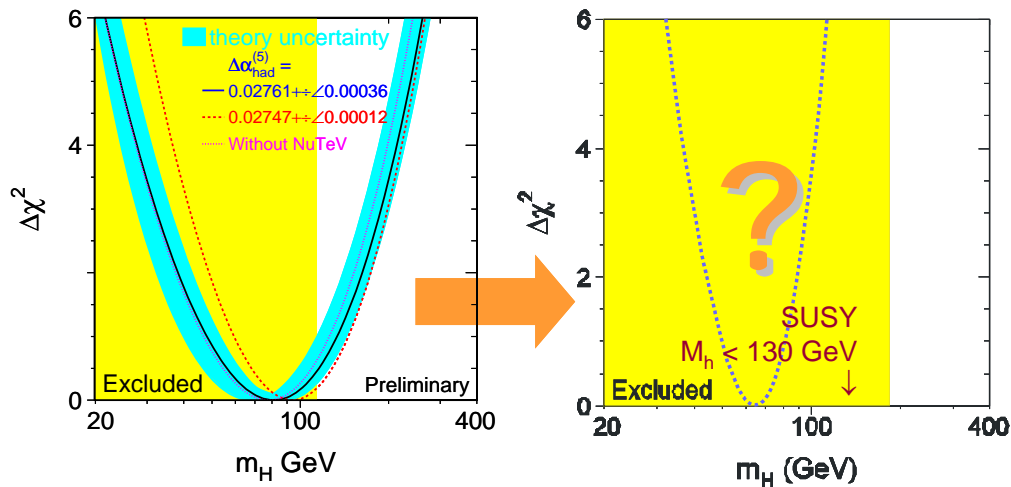 6
4
2
0
20
100
400
Δχ²
m_H GeV
theory uncertainty
Δα_had^(5) =
0.02761+÷∠0.00036
0.02747+÷∠0.00012
Without NuTeV
Excluded
Preliminary
6
4
2
0
20
100
400
Δχ²
m_H (GeV)
?
SUSY
M_h < 130 GeV
↓
Excluded